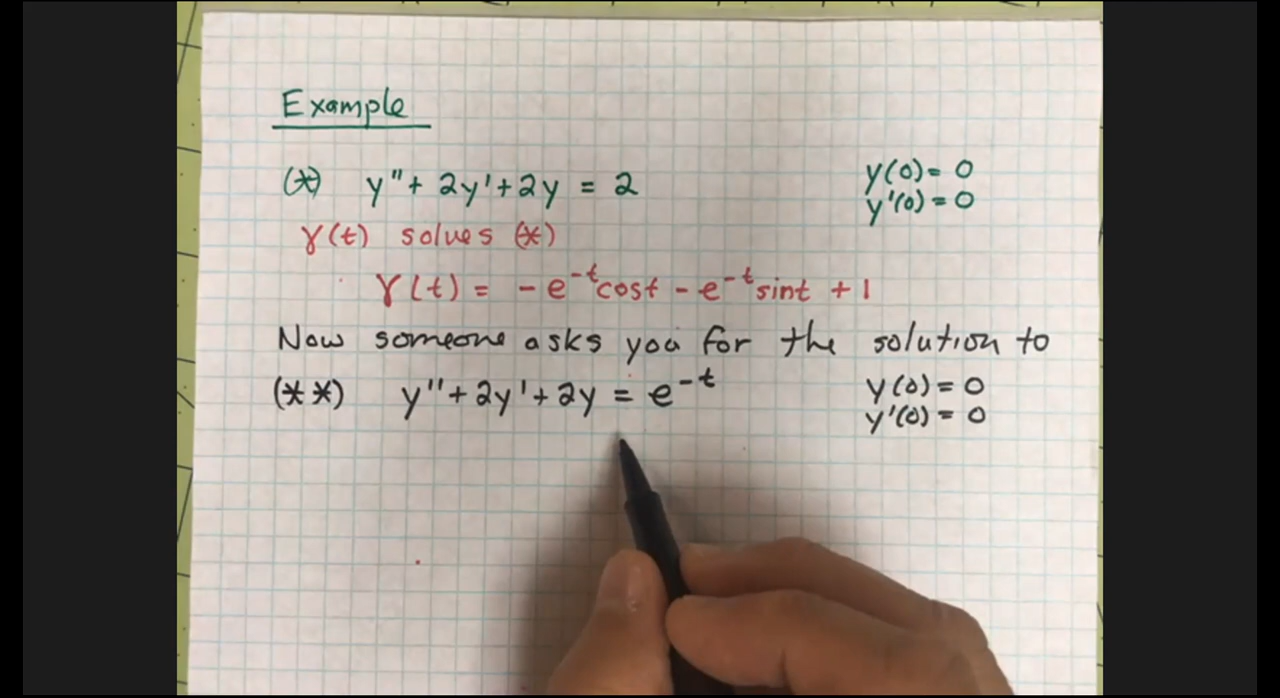 Example
(*) y''+ 2y'+2y = 2 y(0)= 0
y'(0) = 0
γ(t) solves (*)
γ(t) = -e^{-t}cost - e^{-t}sint + 1
Now someone asks you for the solution to
(**) y''+2y'+2y = e^{-t} y(0) = 0
y'(0) = 0